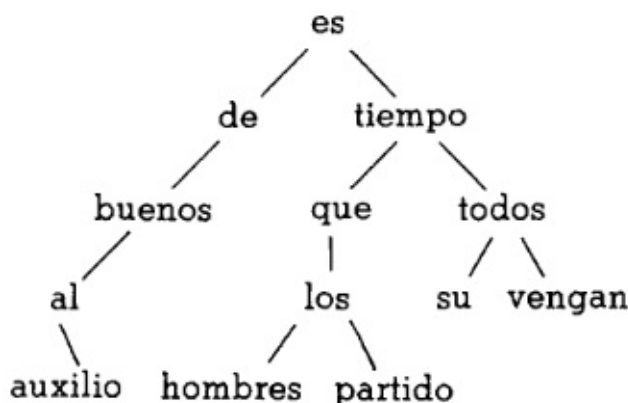 es
de tiempo
buenos que todos
al los su vengan
auxilio hombres partido